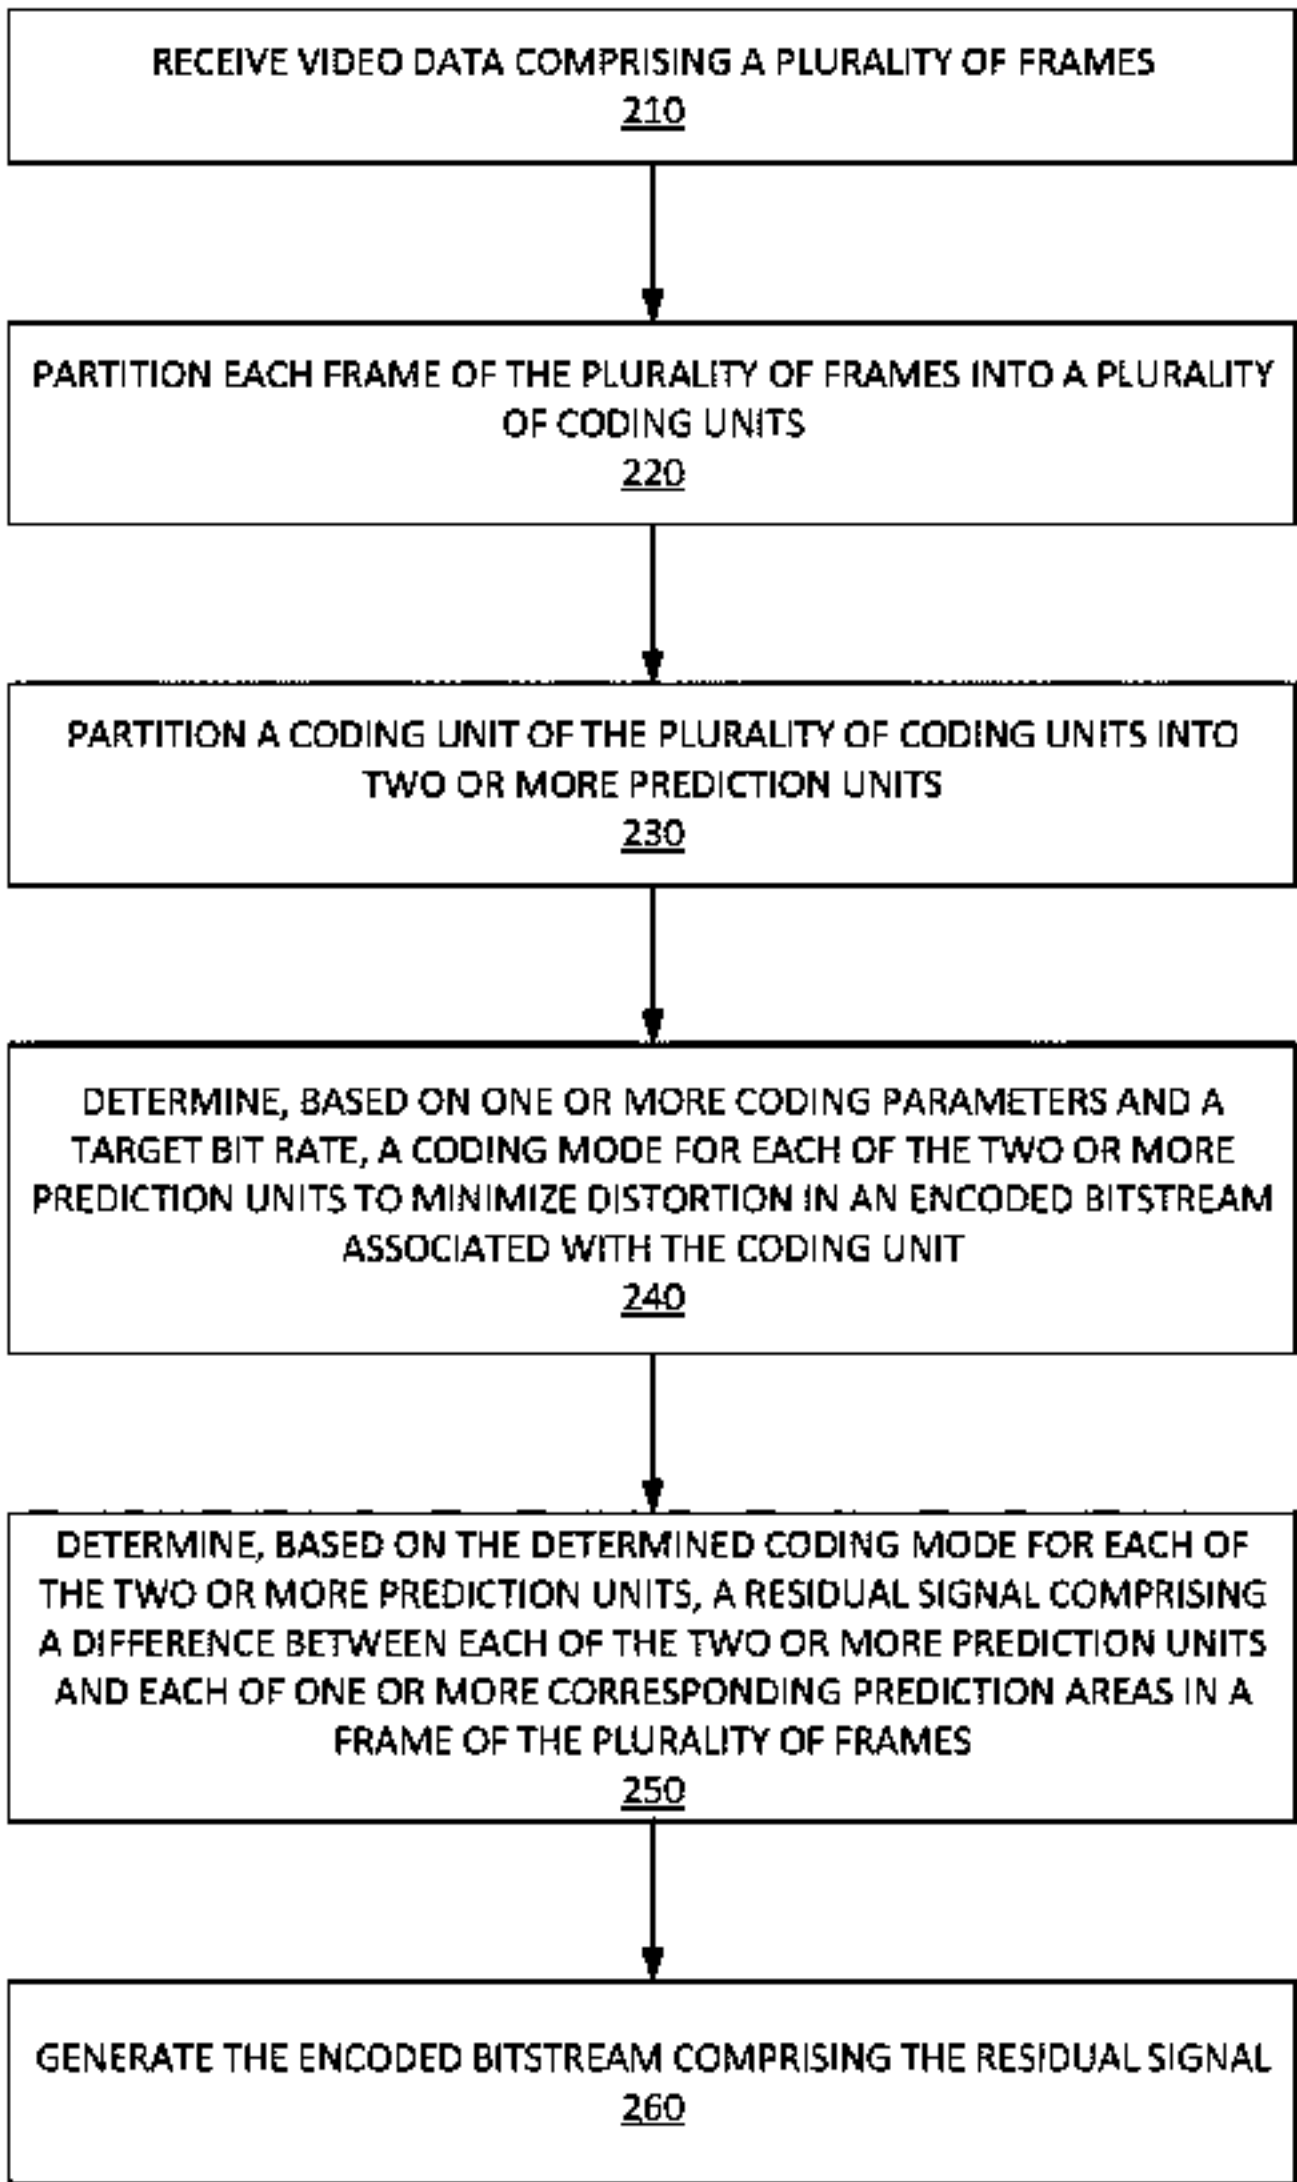 RECEIVE VIDEO DATA COMPRISING A PLURALITY OF FRAMES
210
PARTITION EACH FRAME OF THE PLURALITY OF FRAMES INTO A PLURALITY
OF CODING UNITS
220
PARTITION A CODING UNIT OF THE PLURALITY OF CODING UNITS INTO
TWO OR MORE PREDICTION UNITS
230
DETERMINE, BASED ON ONE OR MORE CODING PARAMETERS AND A
TARGET BIT RATE, A CODING MODE FOR EACH OF THE TWO OR MORE
PREDICTION UNITS TO MINIMIZE DISTORTION IN AN ENCODED BITSTREAM
ASSOCIATED WITH THE CODING UNIT
240
DETERMINE, BASED ON THE DETERMINED CODING MODE FOR EACH OF
THE TWO OR MORE PREDICTION UNITS, A RESIDUAL SIGNAL COMPRISING
A DIFFERENCE BETWEEN EACH OF THE TWO OR MORE PREDICTION UNITS
AND EACH OF ONE OR MORE CORRESPONDING PREDICTION AREAS IN A
FRAME OF THE PLURALITY OF FRAMES
250
GENERATE THE ENCODED BITSTREAM COMPRISING THE RESIDUAL SIGNAL
260